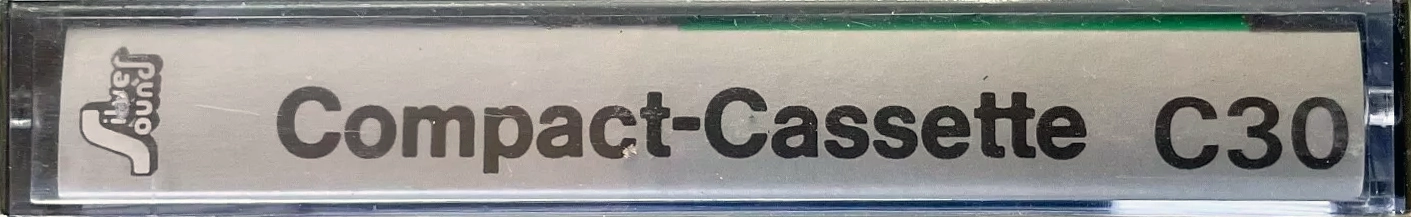 Silver
Sound
Compact-Cassette C30